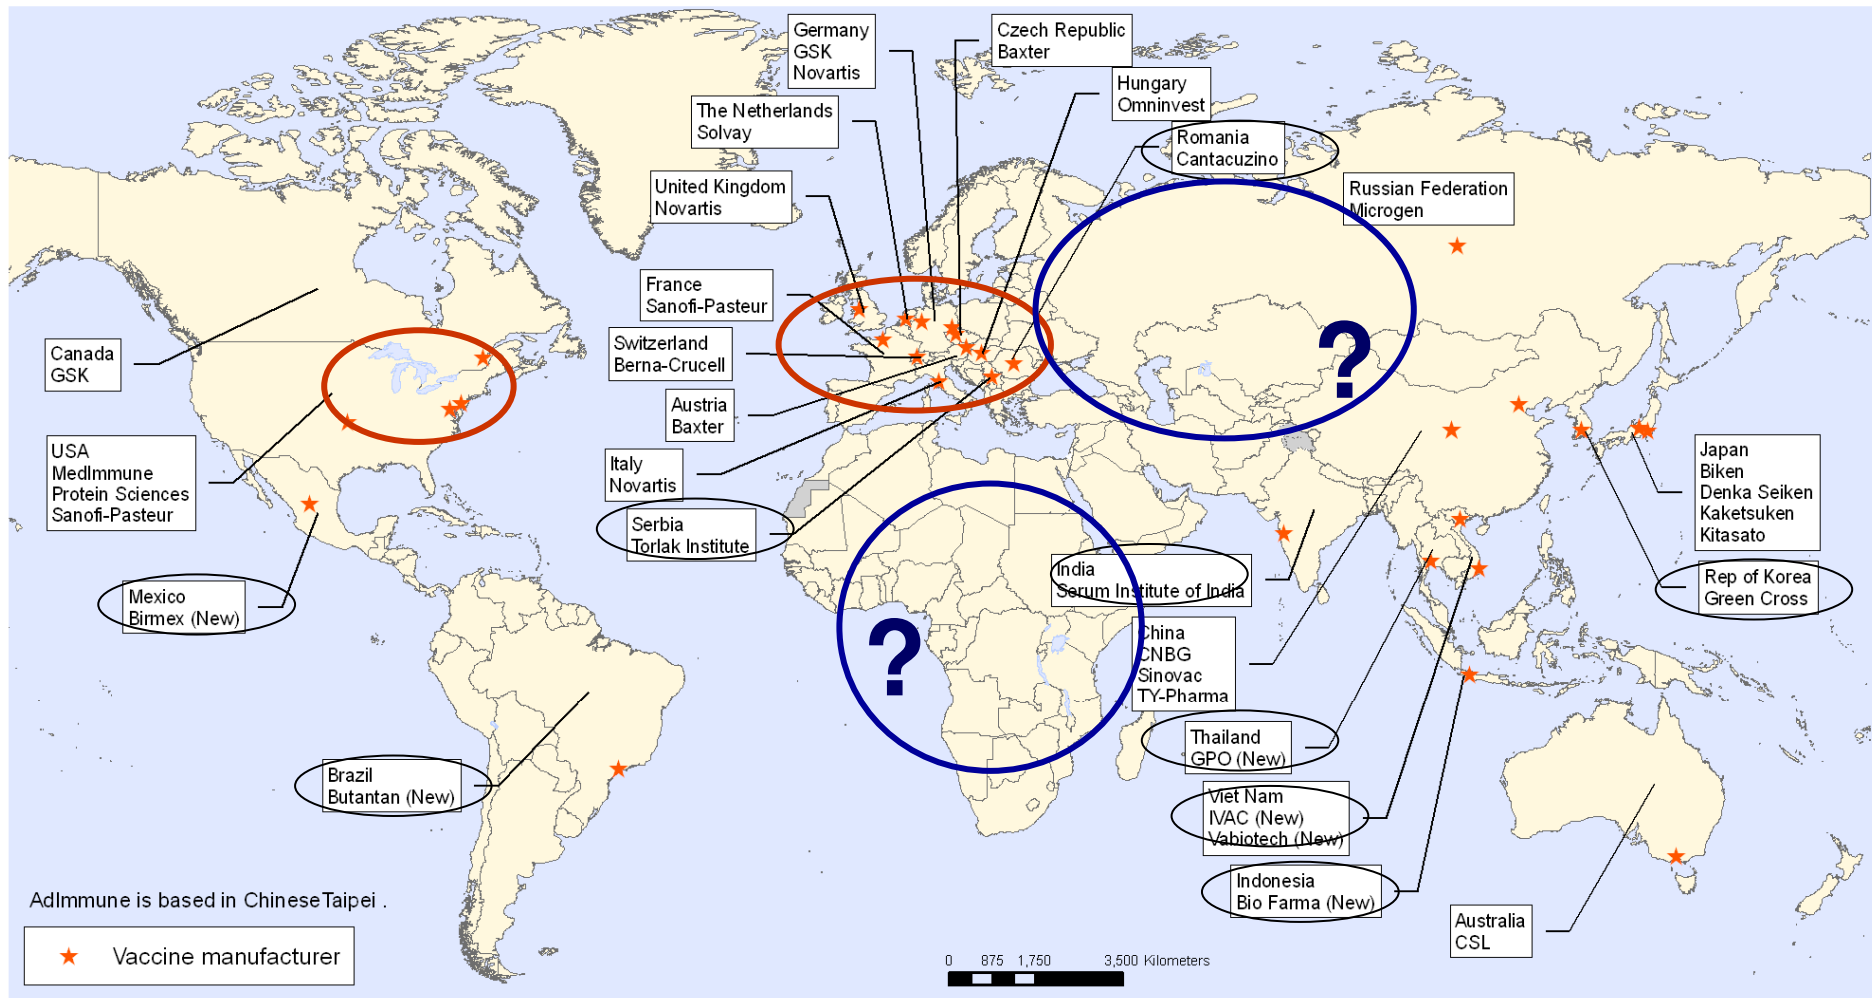 Germany
GSK
Novartis
Czech Republic
Baxter
Hungary
Omninvest
The Netherlands
Solvay
Romania
Cantacuzino
United Kingdom
Novartis
Russian Federation
Microgen
France
Sanofi-Pasteur
Switzerland
Berna-Crucell
Canada
GSK
Austria
Baxter
USA
MedImmune
Protein Sciences
Sanofi-Pasteur
Italy
Novartis
Serbia
Torlak Institute
Japan
Biken
Denka Seiken
Kaketsuken
Kitasato
India
Serum Institute of India
Rep of Korea
Green Cross
Mexico
Birmex (New)
China
CNBG
Sinovac
TY-Pharma
?
?
Thailand
GPO (New)
Brazil
Butantan (New)
Viet Nam
IVAC (New)
Vabiotech (New)
Indonesia
Bio Farma (New)
Australia
CSL
AdImmune is based in ChineseTaipei .
Vaccine manufacturer
0 875 1,750 3,500 Kilometers